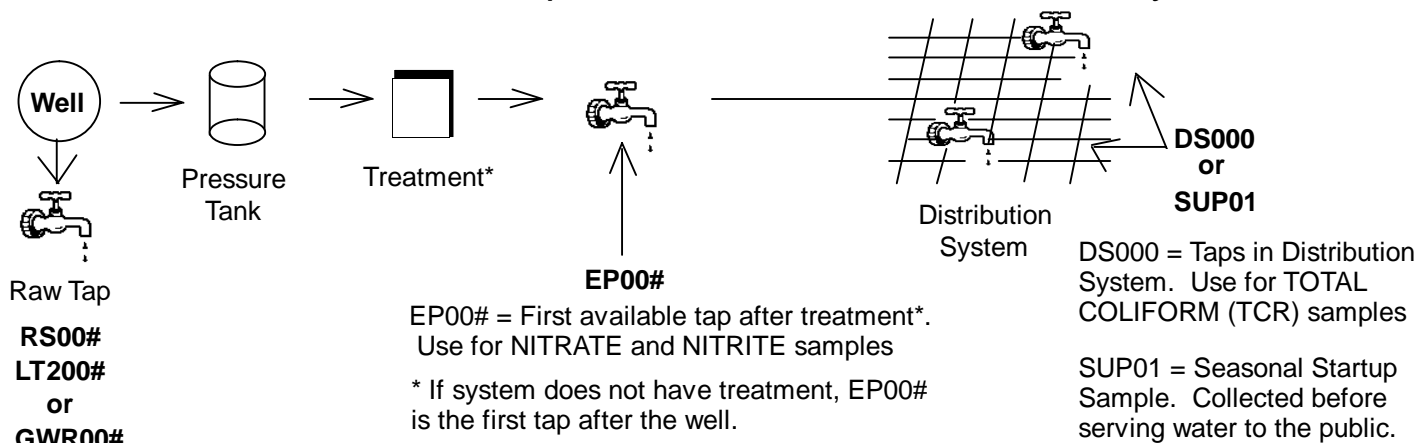 Well
Pressure
Tank
Treatment*
Raw Tap
RS00#
LT200#
or
GWR00#
EP00#
EP00# = First available tap after treatment*.
Use for NITRATE and NITRITE samples
* If system does not have treatment, EP00#
is the first tap after the well.
Distribution
System
DS000
or
SUP01
DS000 = Taps in Distribution
System. Use for TOTAL
COLIFORM (TCR) samples
SUP01 = Seasonal Startup
Sample. Collected before
serving water to the public.